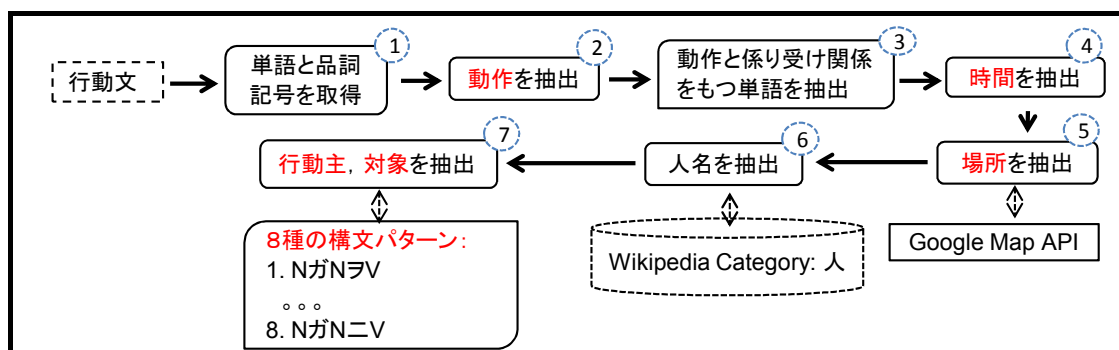 行動文
1
単語と品詞
記号を取得
2
動作を抽出
3
動作と係り受け関係
をもつ単語を抽出
4
時間を抽出
5
場所を抽出
Google Map API
6
人名を抽出
Wikipedia Category: 人
7
行動主, 対象を抽出
８種の構文パターン:
1. NガNヲV
。。。
8. NガNニV